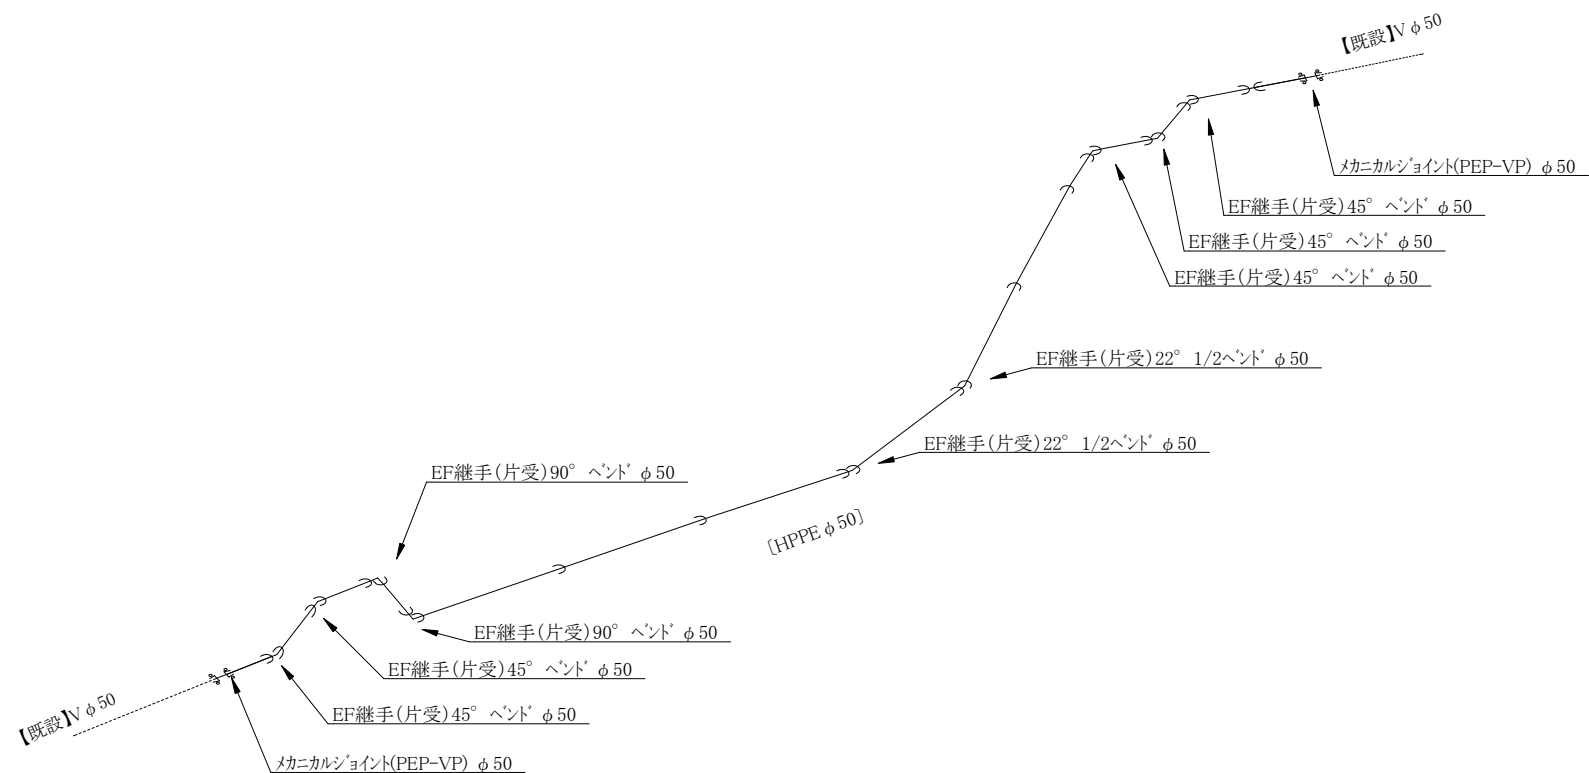 【既設】Vφ50
メカニカルジョイント(PEP-VP) φ50
EF継手(片受)45° ベンド φ50
EF継手(片受)45° ベンド φ50
EF継手(片受)45° ベンド φ50
EF継手(片受)22° 1/2ベンド φ50
EF継手(片受)22° 1/2ベンド φ50
EF継手(片受)90° ベンド φ50
〔HPPEφ50〕
EF継手(片受)90° ベンド φ50
EF継手(片受)45° ベンド φ50
EF継手(片受)45° ベンド φ50
【既設】Vφ50
メカニカルジョイント(PEP-VP) φ50